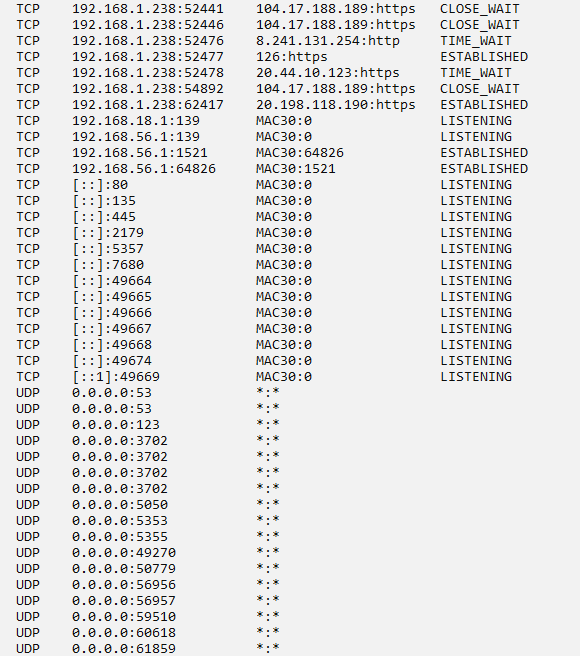 TCP 192.168.1.238:52441 104.17.188.189:https CLOSE_WAIT
TCP 192.168.1.238:52446 104.17.188.189:https CLOSE_WAIT
TCP 192.168.1.238:52476 8.241.131.254:http TIME_WAIT
TCP 192.168.1.238:52477 126:https ESTABLISHED
TCP 192.168.1.238:52478 20.44.10.123:https TIME_WAIT
TCP 192.168.1.238:54892 104.17.188.189:https CLOSE_WAIT
TCP 192.168.1.238:62417 20.198.118.190:https ESTABLISHED
TCP 192.168.18.1:139 MAC30:0 LISTENING
TCP 192.168.56.1:139 MAC30:0 LISTENING
TCP 192.168.56.1:1521 MAC30:64826 ESTABLISHED
TCP 192.168.56.1:64826 MAC30:1521 ESTABLISHED
TCP [::]:80 MAC30:0 LISTENING
TCP [::]:135 MAC30:0 LISTENING
TCP [::]:445 MAC30:0 LISTENING
TCP [::]:2179 MAC30:0 LISTENING
TCP [::]:5357 MAC30:0 LISTENING
TCP [::]:7680 MAC30:0 LISTENING
TCP [::]:49664 MAC30:0 LISTENING
TCP [::]:49665 MAC30:0 LISTENING
TCP [::]:49666 MAC30:0 LISTENING
TCP [::]:49667 MAC30:0 LISTENING
TCP [::]:49668 MAC30:0 LISTENING
TCP [::]:49674 MAC30:0 LISTENING
TCP [::1]:49669 MAC30:0 LISTENING
UDP 0.0.0.0:53 *:*
UDP 0.0.0.0:53 *:*
UDP 0.0.0.0:123 *:*
UDP 0.0.0.0:3702 *:*
UDP 0.0.0.0:3702 *:*
UDP 0.0.0.0:3702 *:*
UDP 0.0.0.0:3702 *:*
UDP 0.0.0.0:5050 *:*
UDP 0.0.0.0:5353 *:*
UDP 0.0.0.0:5355 *:*
UDP 0.0.0.0:49270 *:*
UDP 0.0.0.0:50779 *:*
UDP 0.0.0.0:56956 *:*
UDP 0.0.0.0:56957 *:*
UDP 0.0.0.0:59510 *:*
UDP 0.0.0.0:60618 *:*
UDP 0.0.0.0:61859 *:*